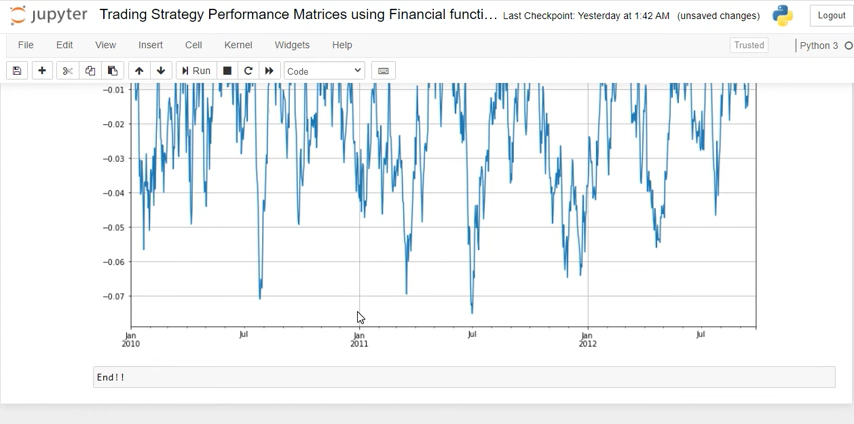 jupyter Trading Strategy Performance Matrices using Financial functi... Last Checkpoint: Yesterday at 1:42 AM (unsaved changes) Logout
File Edit View Insert Cell Kernel Widgets Help Trusted Python 3
Run Code
−0.01
−0.02
−0.03
−0.04
−0.05
−0.06
−0.07
Jan Jul Jan Jul Jan Jul
2010 2011 2012
End!!